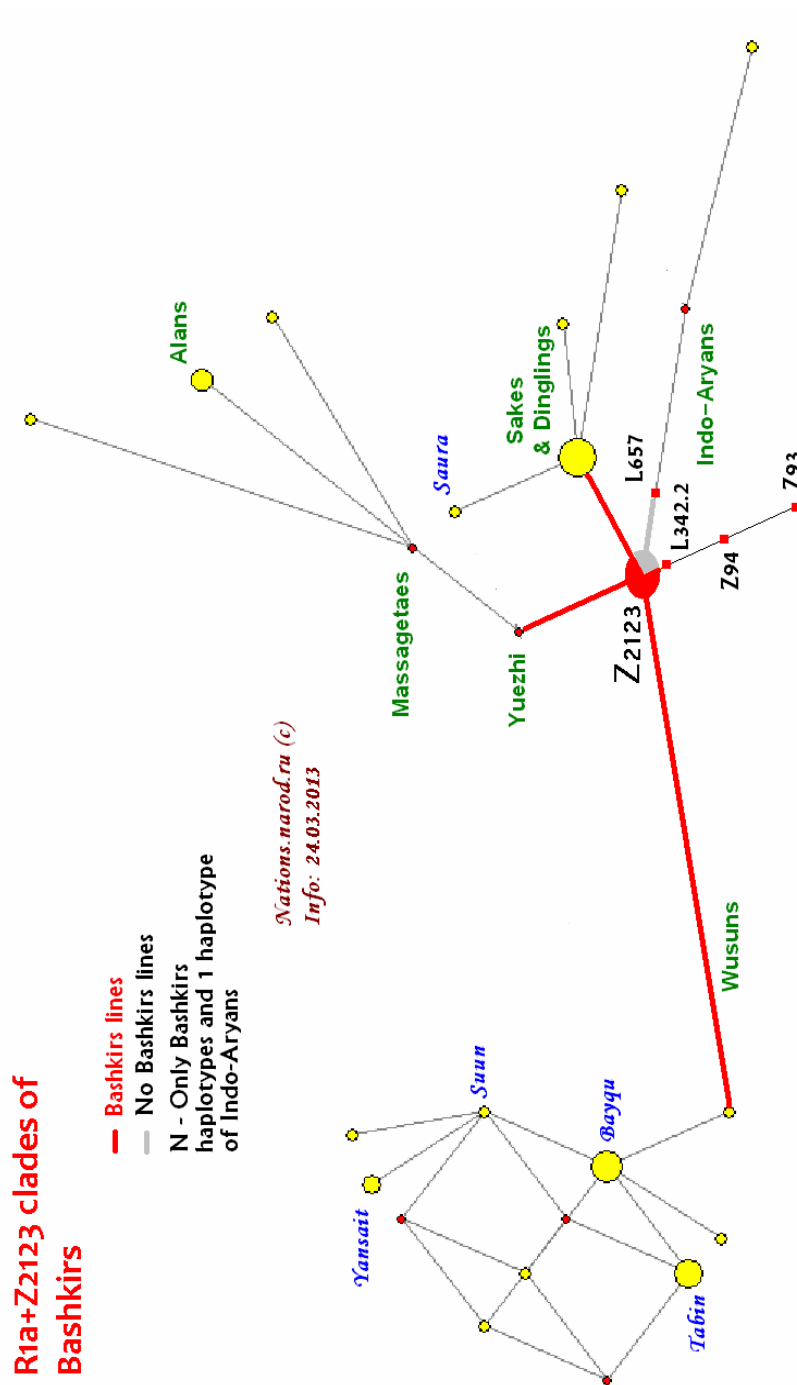 R1a+Z2123 clades of
Bashkirs
Bashkirs lines
No Bashkirs lines
N - Only Bashkirs
haplotypes and 1 haplotype
of Indo-Aryans
Nations.narod.ru (c)
Info: 24.03.2013
Yansait
Suun
Bayqu
Tabin
Wusuns
Massagetaes
Yuezhi
Alans
Saura
Sakes
& Dinglings
Z2123
L657
L342.2
Indo-Aryans
Z94
Z93